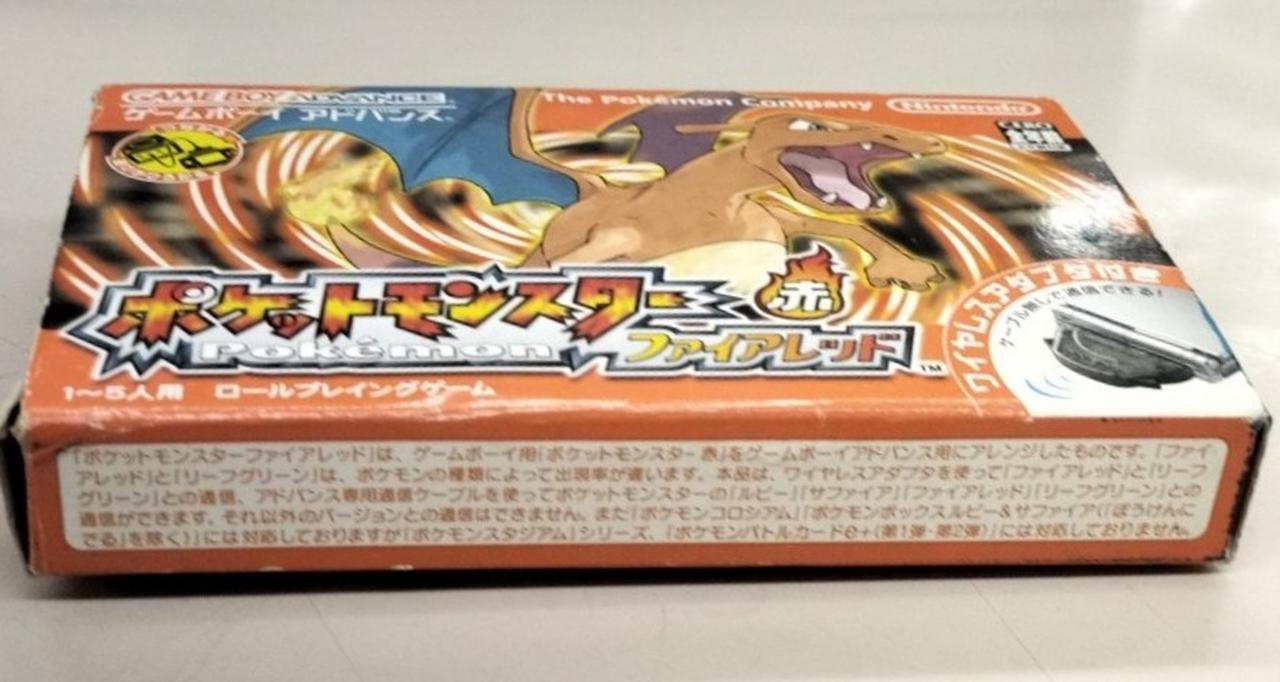 GAME BOY ADVANCE
ゲームボーイ アドバンス
The Pokémon Company
Nintendo
CERO
全年齢
ポケットモンスター
赤
Pokémon
ファイアレッド
TM
ワイヤレスアダプタ付き
ケーブル無しで通信できる!
1〜5人用 ロールプレイングゲーム
「ポケットモンスターファイアレッド」は、ゲームボーイ用「ポケットモンスター 赤」をゲームボーイアドバンス用にアレンジしたものです。「ファイ
アレッド」と「リーフグリーン」は、ポケモンの種類によって出現率が違います。本品は、ワイヤレスアダプタを使って「ファイアレッド」と「リーフ
グリーン」との通信、アドバンス専用通信ケーブルを使ってポケットモンスターの「ルビー」「サファイア」「ファイアレッド」「リーフグリーン」との
通信ができます。それ以外のバージョンとの通信はできません。また「ポケモンコロシアム」「ポケモンボックスルビー&サファイア(「ぼうけんに
でる」を除く)」には対応しておりますが「ポケモンスタジアム」シリーズ、「ポケモンバトルカードe+(第1弾・第2弾)」には対応しておりません。